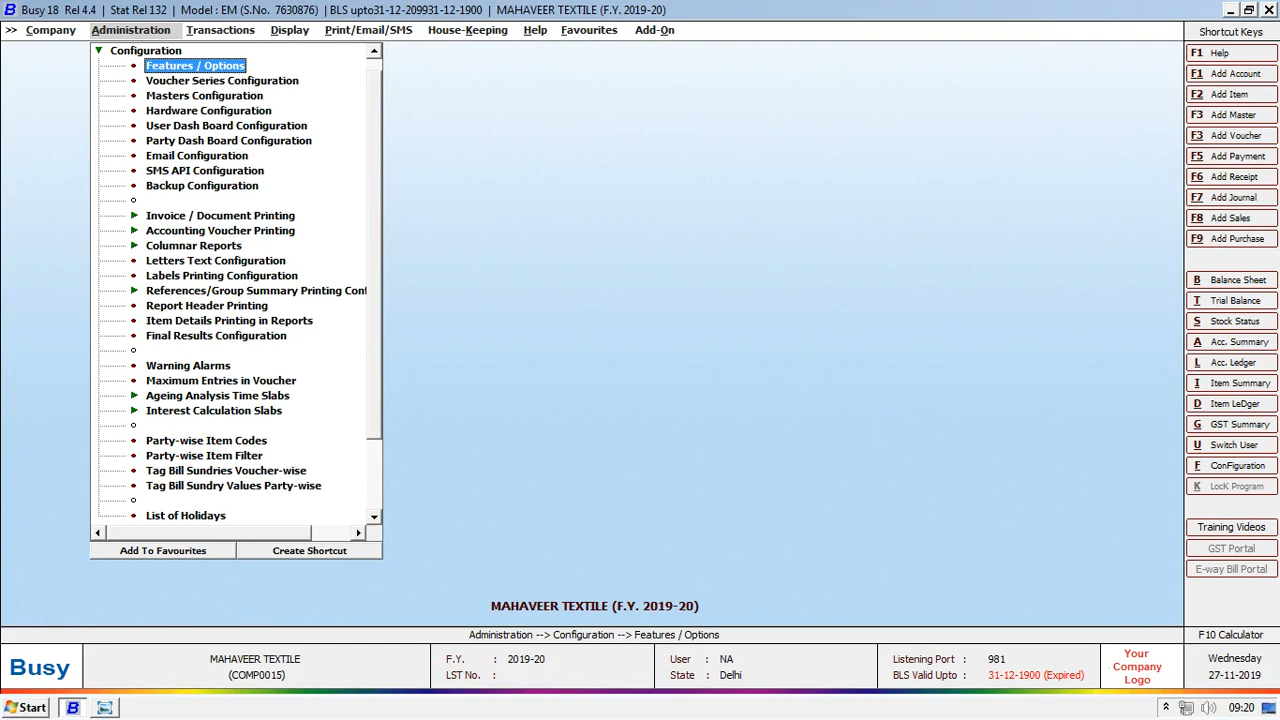 Busy 18 Rel 4.4 | Stat Rel 132 | Model : EM (S.No. 7630876) | BLS upto31-12-209931-12-1900 | MAHAVEER TEXTILE (F.Y. 2019-20)
>> Company Administration Transactions Display Print/Email/SMS House-Keeping Help Favourites Add-On
Configuration
Features / Options
Voucher Series Configuration
Masters Configuration
Hardware Configuration
User Dash Board Configuration
Party Dash Board Configuration
Email Configuration
SMS API Configuration
Backup Configuration
Invoice / Document Printing
Accounting Voucher Printing
Columnar Reports
Letters Text Configuration
Labels Printing Configuration
References/Group Summary Printing Conf
Report Header Printing
Item Details Printing in Reports
Final Results Configuration
Warning Alarms
Maximum Entries in Voucher
Ageing Analysis Time Slabs
Interest Calculation Slabs
Party-wise Item Codes
Party-wise Item Filter
Tag Bill Sundries Voucher-wise
Tag Bill Sundry Values Party-wise
List of Holidays
Add To Favourites Create Shortcut
Shortcut Keys
F1 Help
F1 Add Account
F2 Add Item
F3 Add Master
F3 Add Voucher
F5 Add Payment
F6 Add Receipt
F7 Add Journal
F8 Add Sales
F9 Add Purchase
B Balance Sheet
T Trial Balance
S Stock Status
A Acc. Summary
L Acc. Ledger
I Item Summary
D Item LeDger
G GST Summary
U Switch User
F ConFiguration
K LocK Program
Training Videos
GST Portal
E-way Bill Portal
MAHAVEER TEXTILE (F.Y. 2019-20)
Administration --> Configuration --> Features / Options
F10 Calculator
Busy
MAHAVEER TEXTILE
(COMP0015)
F.Y. : 2019-20
LST No. :
User : NA
State : Delhi
Listening Port : 981
BLS Valid Upto : 31-12-1900 (Expired)
Your
Company
Logo
Wednesday
27-11-2019
Start
B
09:20